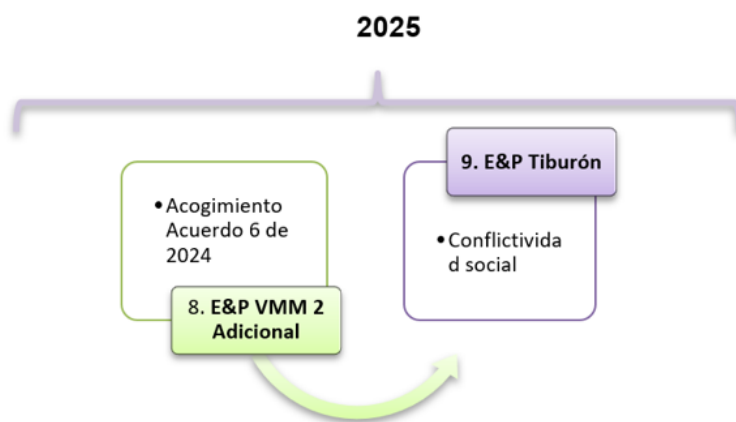 2025
• Acogimiento
Acuerdo 6 de
2024
8. E&P VMM 2
Adicional
9. E&P Tiburón
• Conflictivida
d social